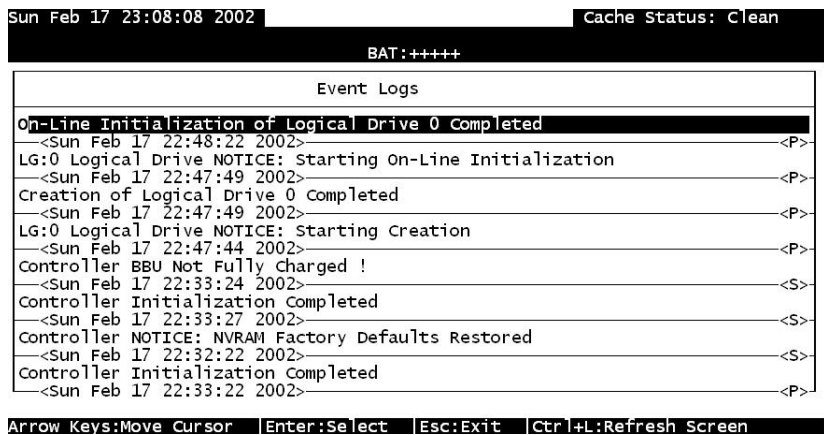 Sun Feb 17 23:08:08 2002 Cache Status: Clean
BAT:+++++
Event Logs
On-Line Initialization of Logical Drive 0 Completed
<Sun Feb 17 22:48:22 2002> <P>
LG:0 Logical Drive NOTICE: Starting On-Line Initialization
<Sun Feb 17 22:47:49 2002> <P>
Creation of Logical Drive 0 Completed
<Sun Feb 17 22:47:49 2002> <P>
LG:0 Logical Drive NOTICE: Starting Creation
<Sun Feb 17 22:47:44 2002> <P>
Controller BBU Not Fully Charged !
<Sun Feb 17 22:33:24 2002> <S>
Controller Initialization Completed
<Sun Feb 17 22:33:27 2002> <S>
Controller NOTICE: NVRAM Factory Defaults Restored
<Sun Feb 17 22:32:22 2002> <S>
Controller Initialization Completed
<Sun Feb 17 22:33:22 2002> <P>
Arrow Keys:Move Cursor |Enter:Select |Esc:Exit |Ctrl+L:Refresh Screen